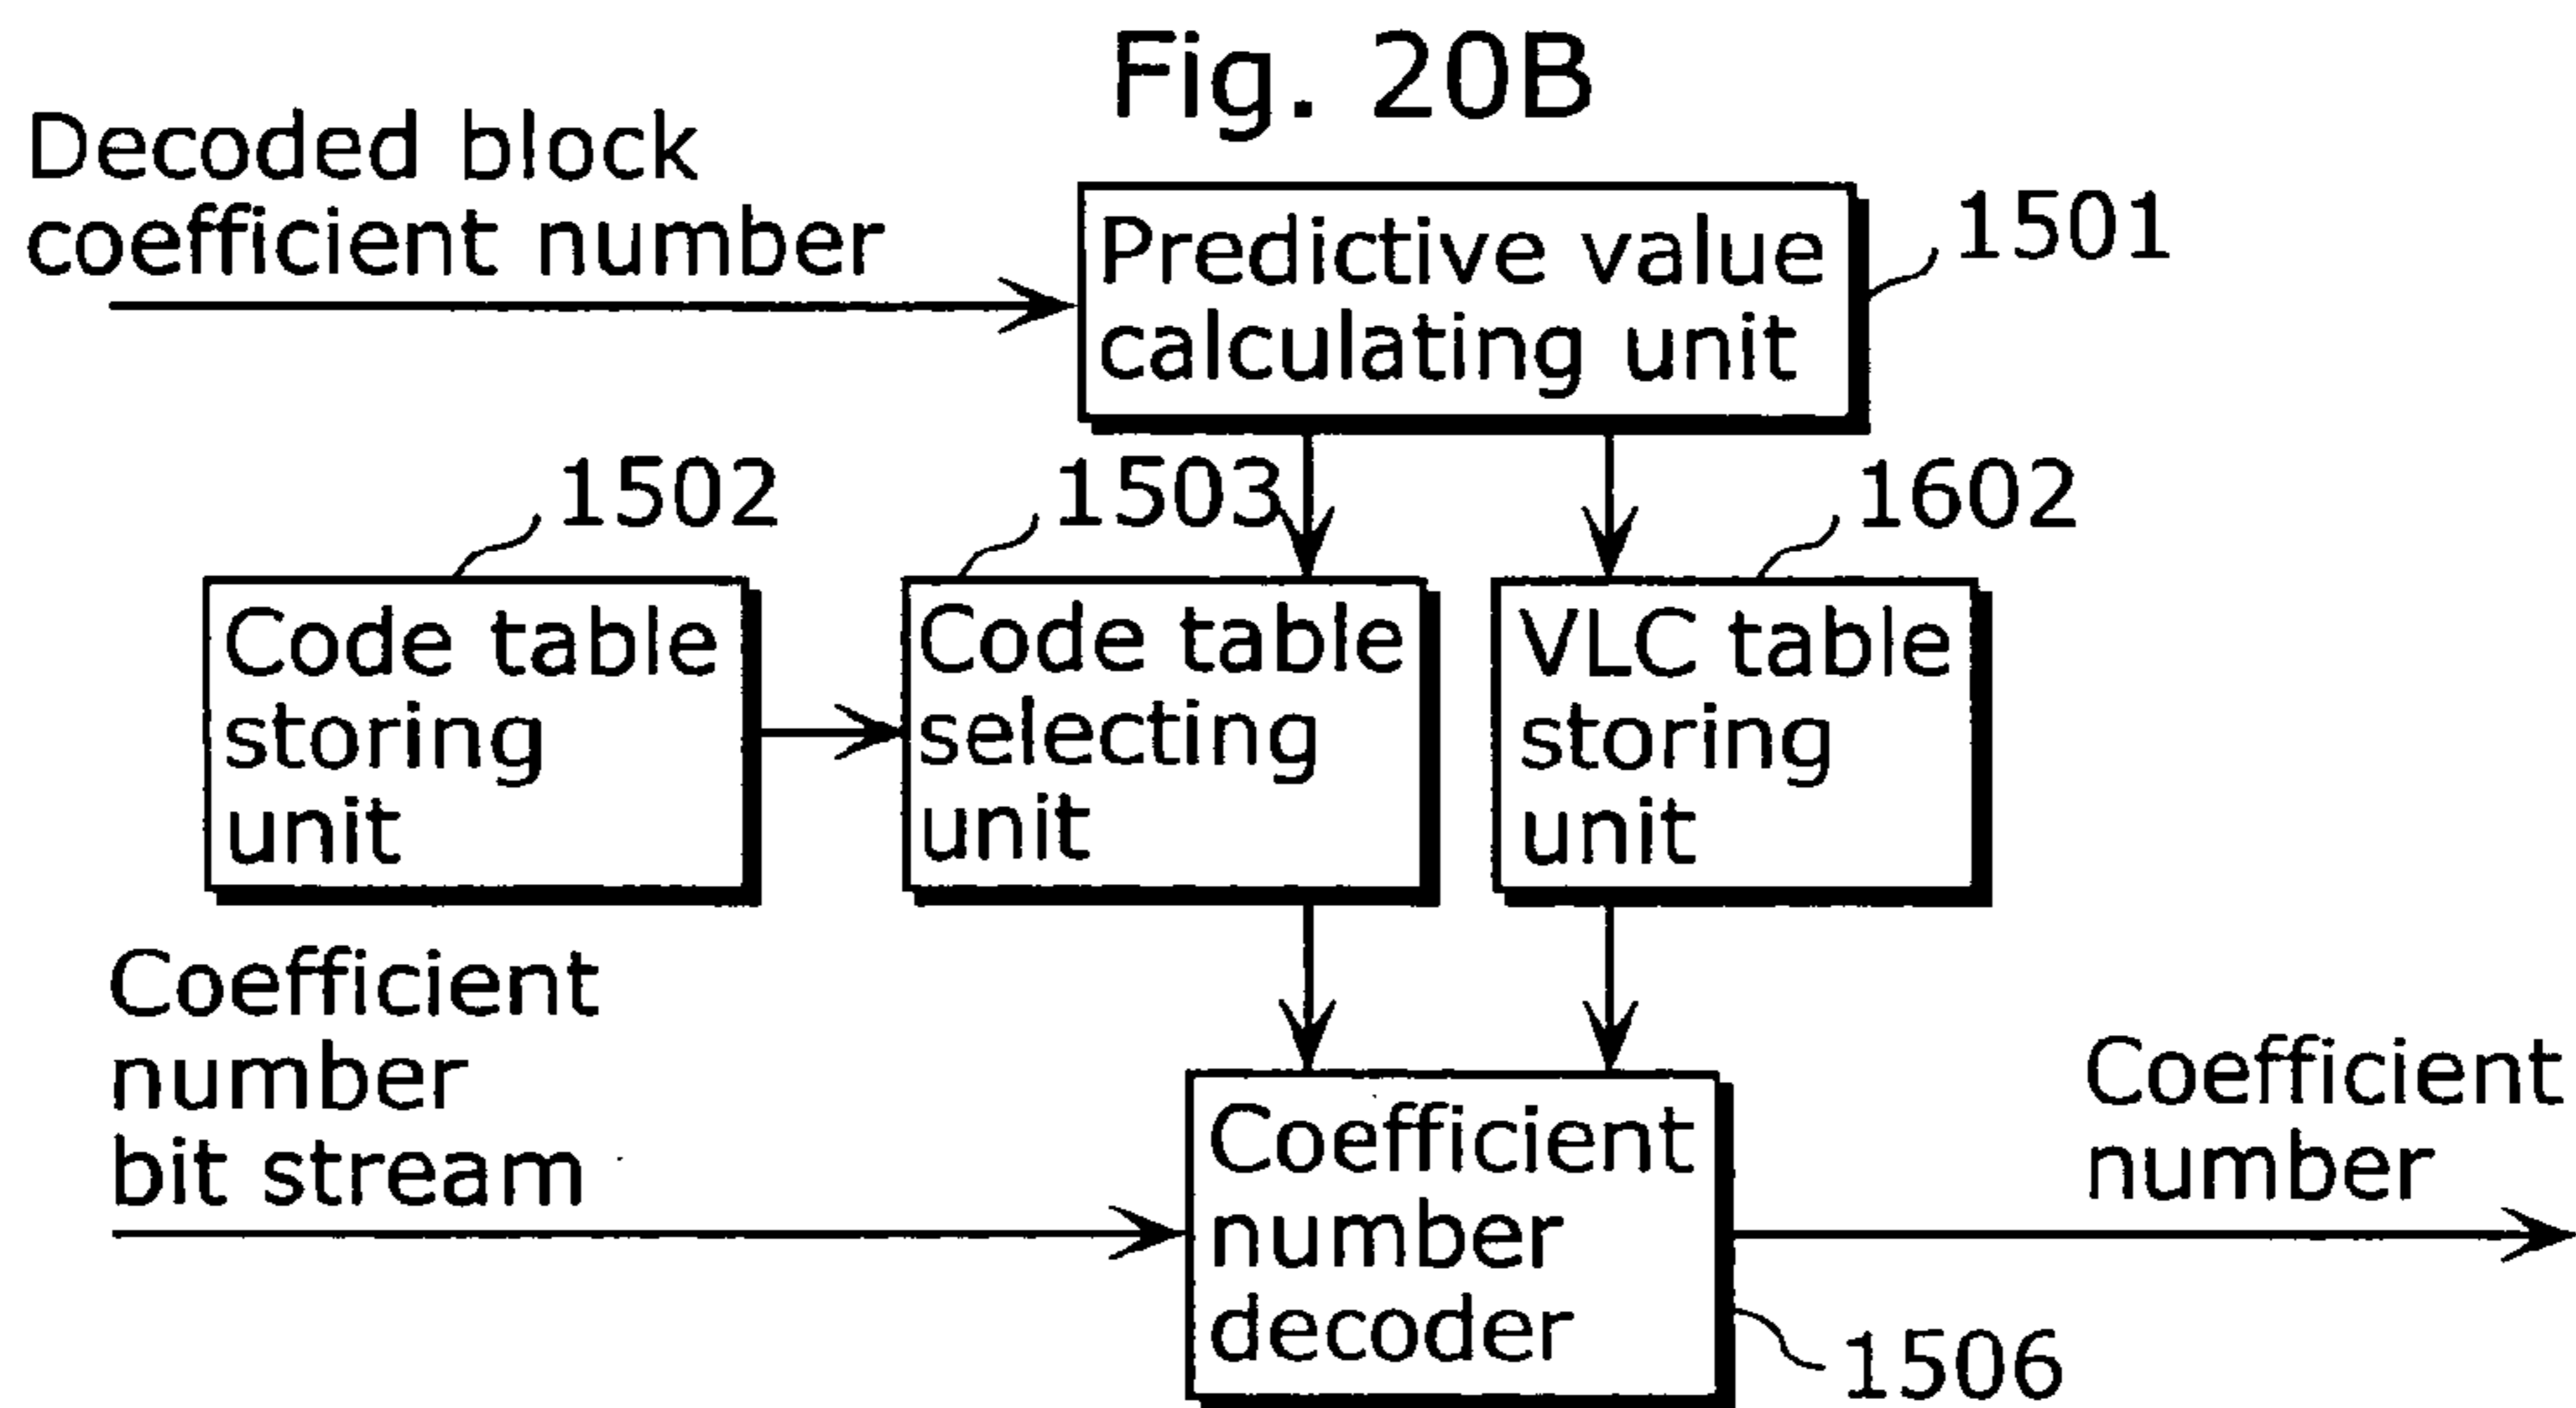 Fig. 20B
Decoded block
coefficient number
Predictive value
calculating unit
1501
1502
1503
1602
Code table
storing
unit
Code table
selecting
unit
VLC table
storing
unit
Coefficient
number
bit stream
Coefficient
number
decoder
Coefficient
number
1506